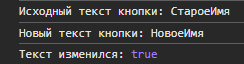 Исходный текст кнопки: СтароеИмя
Новый текст кнопки: НовоеИмя
Текст изменился: true